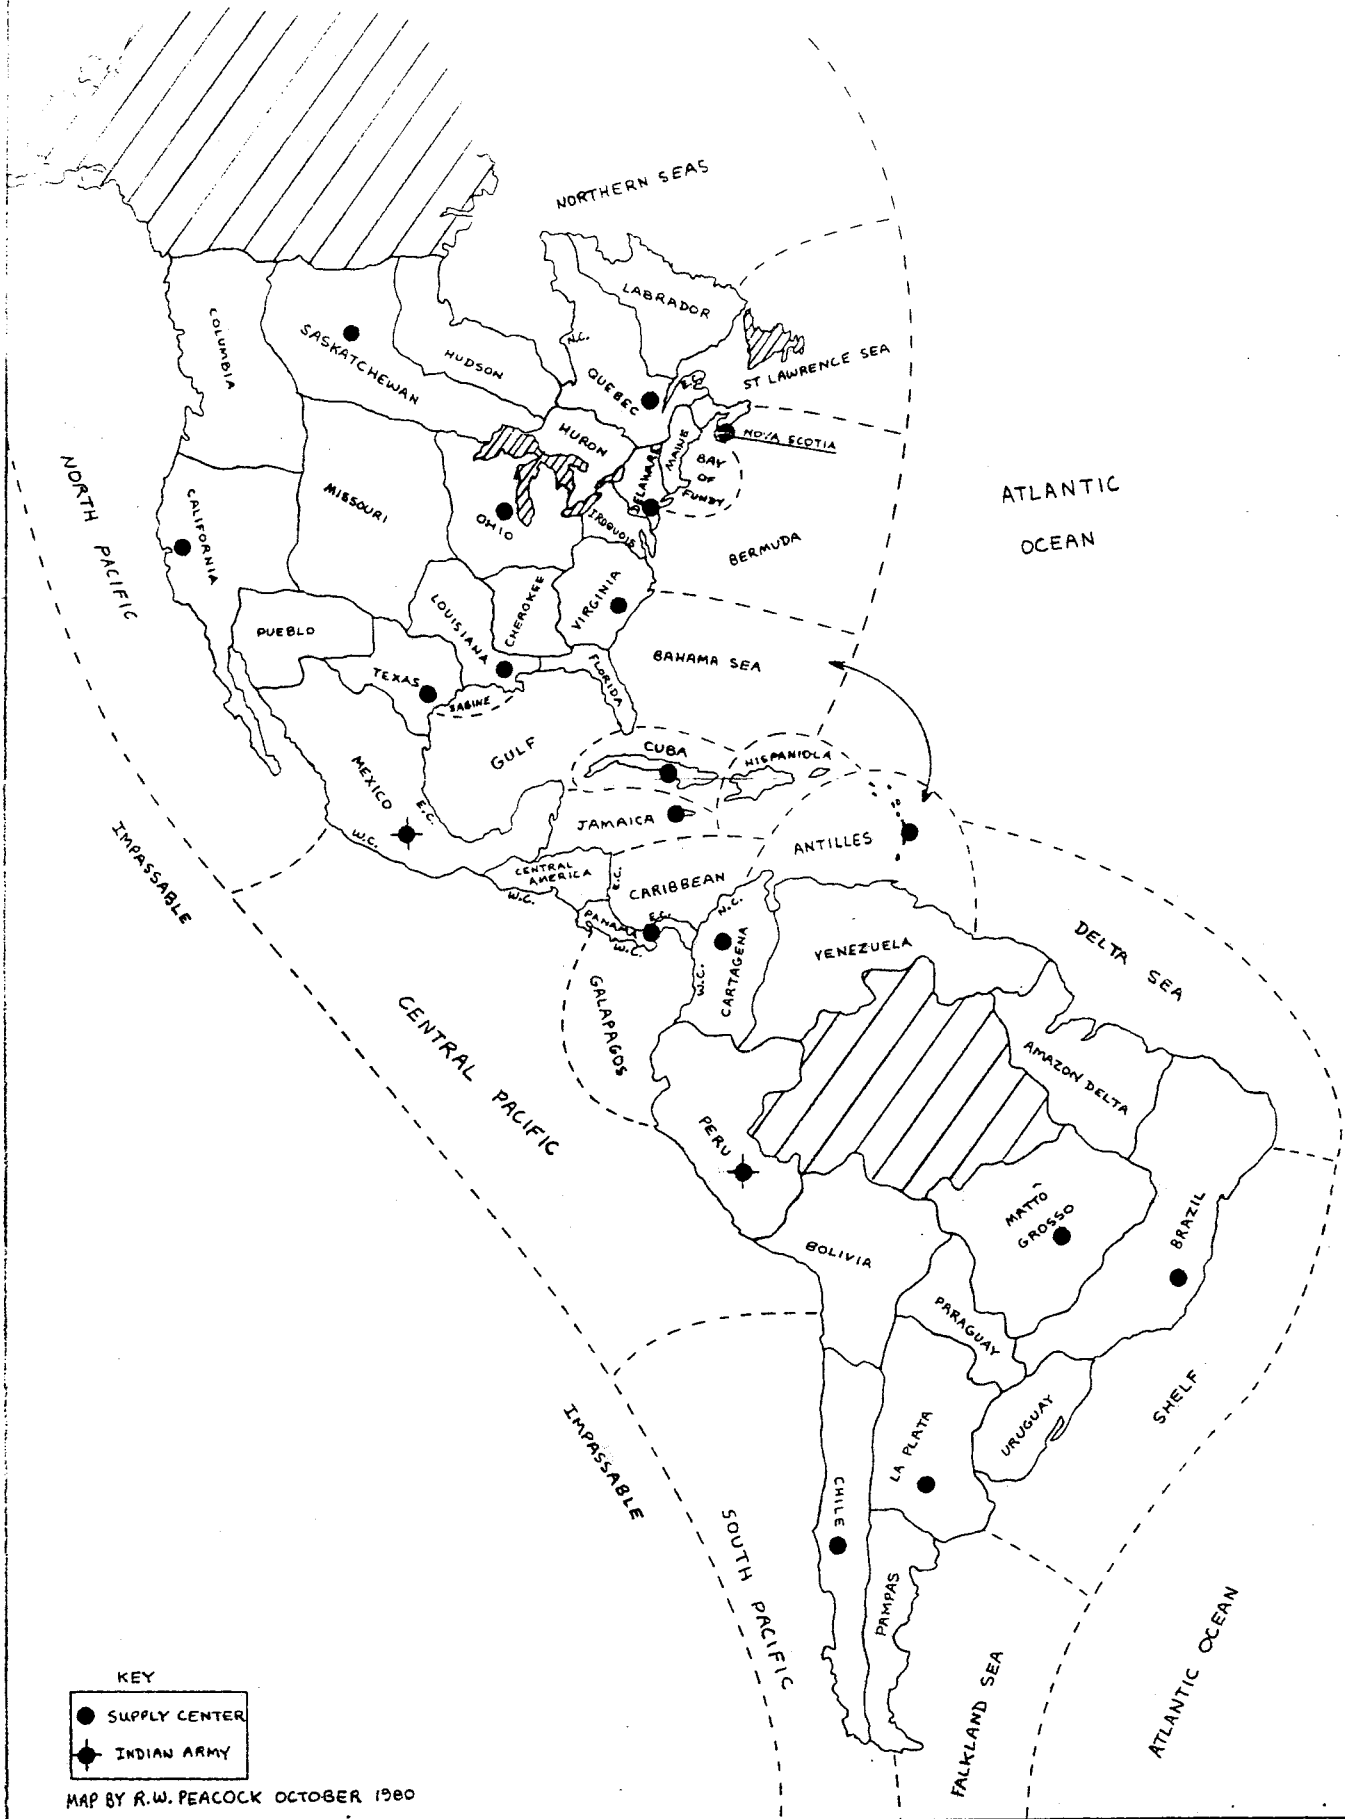 NORTHERN SEAS
LABRADOR
COLUMBIA
SASKATCHEWAN
HUDSON
N.C.
QUEBEC
E.C.
ST LAWRENCE SEA
HURON
MAINE
NOVA SCOTIA
DELAWARE
BAY
OF
FUNDY
NORTH PACIFIC
CALIFORNIA
MISSOURI
OHIO
IROQUOIS
ATLANTIC
OCEAN
BERMUDA
PUEBLO
LOUISIANA
CHEROKEE
VIRGINIA
TEXAS
SABINE
FLORIDA
BAHAMA SEA
GULF
CUBA
HISPANIOLA
MEXICO
E.C.
W.C.
JAMAICA
ANTILLES
IMPASSABLE
CENTRAL
AMERICA
E.C.
W.C.
CARIBBEAN
PANAMA
E.C.
W.C.
N.C.
W.C.
CARTAGENA
VENEZUELA
DELTA SEA
GALAPAGOS
CENTRAL PACIFIC
AMAZON DELTA
PERU
MATTÔ
GROSSO
BRAZIL
BOLIVIA
PARAGUAY
SHELF
URUGUAY
LA PLATA
IMPASSABLE
CHILE
SOUTH PACIFIC
PAMPAS
FALKLAND SEA
ATLANTIC OCEAN
KEY
SUPPLY CENTER
INDIAN ARMY
MAP BY R.W. PEACOCK OCTOBER 1980